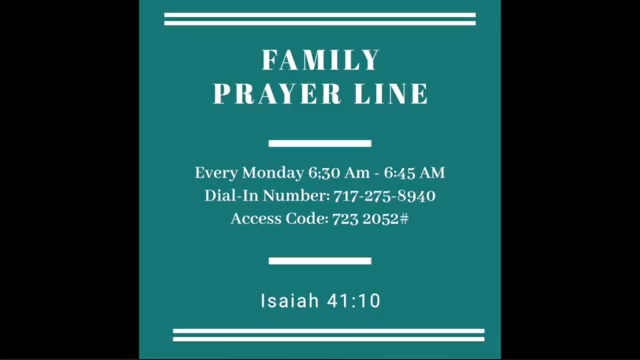 FAMILY
PRAYER LINE
Every Monday 6;30 Am - 6:45 AM
Dial-In Number: 717-275-8940
Access Code: 723 2052#
Isaiah 41:10